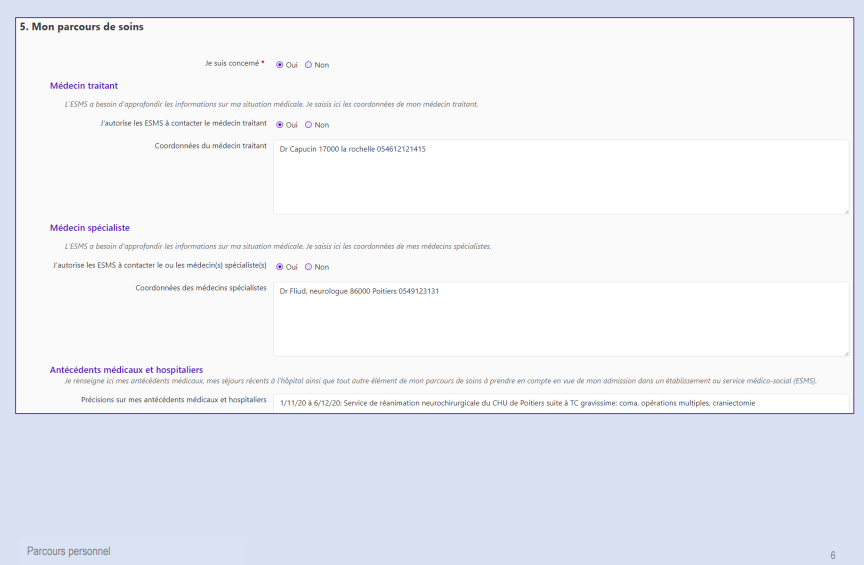 5. Mon parcours de soins
Je suis concerné * Oui Non
Médecin traitant
L'ESMS a besoin d'approfondir les informations sur ma situation médicale. Je saisis ici les coordonnées de mon médecin traitant.
J'autorise les ESMS à contacter le médecin traitant Oui Non
Coordonnées du médecin traitant Dr Capucin 17000 la rochelle 054612121415
Médecin spécialiste
L'ESMS a besoin d'approfondir les informations sur ma situation médicale. Je saisis ici les coordonnées de mes médecins spécialistes.
J'autorise les ESMS à contacter le ou les médecin(s) spécialiste(s) Oui Non
Coordonnées des médecins spécialistes Dr Fliud, neurologue 86000 Poitiers 0549123131
Antécédents médicaux et hospitaliers
Je renseigne ici mes antécédents médicaux, mes séjours récents à l'hôpital ainsi que tout autre élément de mon parcours de soins à prendre en compte en vue de mon admission dans un établissement ou service médico-social (ESMS).
Précisions sur mes antécédents médicaux et hospitaliers 1/11/20 à 6/12/20: Service de réanimation neurochirurgicale du CHU de Poitiers suite à TC gravissime: coma, opérations multiples, craniectomie
Parcours personnel
6